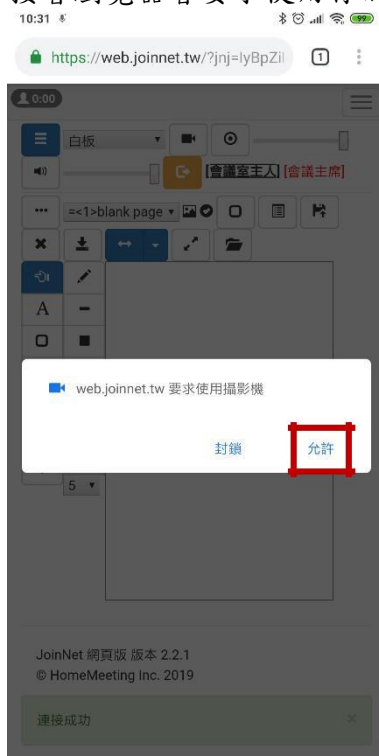 10:31
99
https://web.joinnet.tw/?jnj=IyBpZil
1
0:00
白板
[會議室主人] [會議主席]
=<1>blank page
A
web.joinnet.tw 要求使用攝影機
封鎖 允許
5
JoinNet 網頁版 版本 2.2.1
© HomeMeeting Inc. 2019
連接成功